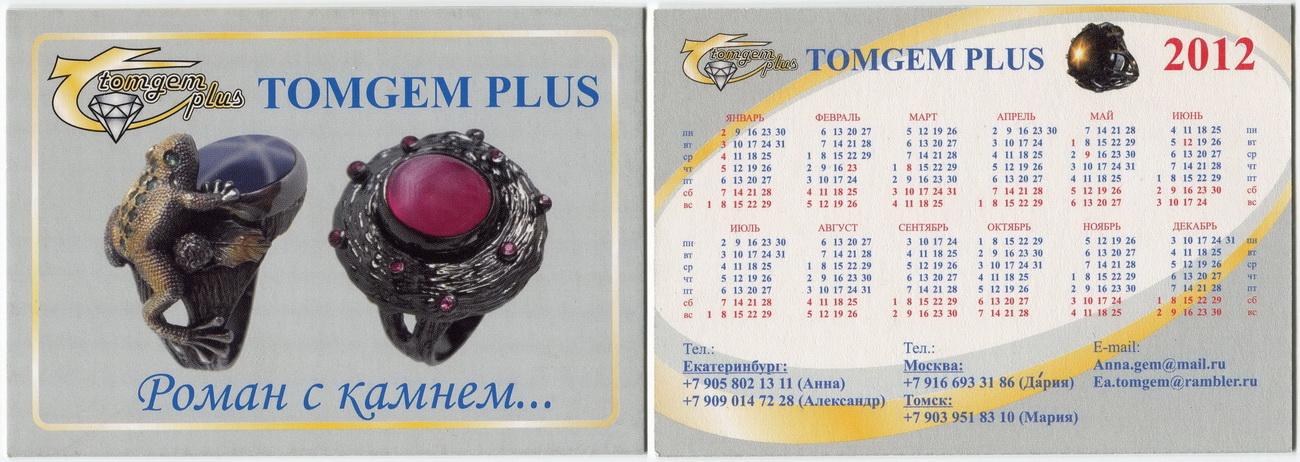 tomgem
plus
TOMGEM PLUS
Роман с камнем...
tomgem
plus
TOMGEM PLUS
2012
ЯНВАРЬ ФЕВРАЛЬ МАРТ АПРЕЛЬ МАЙ ИЮНЬ
пн 2 9 16 23 30 6 13 20 27 5 12 19 26 2 9 16 23 30 7 14 21 28 4 11 18 25 пн
вт 3 10 17 24 31 7 14 21 28 6 13 20 27 3 10 17 24 1 8 15 22 29 5 12 19 26 вт
ср 4 11 18 25 1 8 15 22 29 7 14 21 28 4 11 18 25 2 9 16 23 30 6 13 20 27 ср
чт 5 12 19 26 2 9 16 23 1 8 15 22 29 5 12 19 26 3 10 17 24 31 7 14 21 28 чт
пт 6 13 20 27 3 10 17 24 2 9 16 23 30 6 13 20 27 4 11 18 25 1 8 15 22 29 пт
сб 7 14 21 28 4 11 18 25 3 10 17 24 31 7 14 21 28 5 12 19 26 2 9 16 23 30 сб
вс 1 8 15 22 29 5 12 19 26 4 11 18 25 1 8 15 22 29 6 13 20 27 3 10 17 24 вс
ИЮЛЬ АВГУСТ СЕНТЯБРЬ ОКТЯБРЬ НОЯБРЬ ДЕКАБРЬ
пн 2 9 16 23 30 6 13 20 27 3 10 17 24 1 8 15 22 29 5 12 19 26 3 10 17 24 31 пн
вт 3 10 17 24 31 7 14 21 28 4 11 18 25 2 9 16 23 30 6 13 20 27 4 11 18 25 вт
ср 4 11 18 25 1 8 15 22 29 5 12 19 26 3 10 17 24 31 7 14 21 28 5 12 19 26 ср
чт 5 12 19 26 2 9 16 23 30 6 13 20 27 4 11 18 25 1 8 15 22 29 6 13 20 27 чт
пт 6 13 20 27 3 10 17 24 31 7 14 21 28 5 12 19 26 2 9 16 23 30 7 14 21 28 пт
сб 7 14 21 28 4 11 18 25 1 8 15 22 29 6 13 20 27 3 10 17 24 1 8 15 22 29 сб
вс 1 8 15 22 29 5 12 19 26 2 9 16 23 30 7 14 21 28 4 11 18 25 2 9 16 23 30 вс
Тел.:
Екатеринбург:
+7 905 802 13 11 (Анна)
+7 909 014 72 28 (Александр)
Тел.:
Москва:
+7 916 693 31 86 (Да́рия)
Томск:
+7 903 951 83 10 (Мария)
E-mail:
Anna.gem@mail.ru
Ea.tomgem@rambler.ru